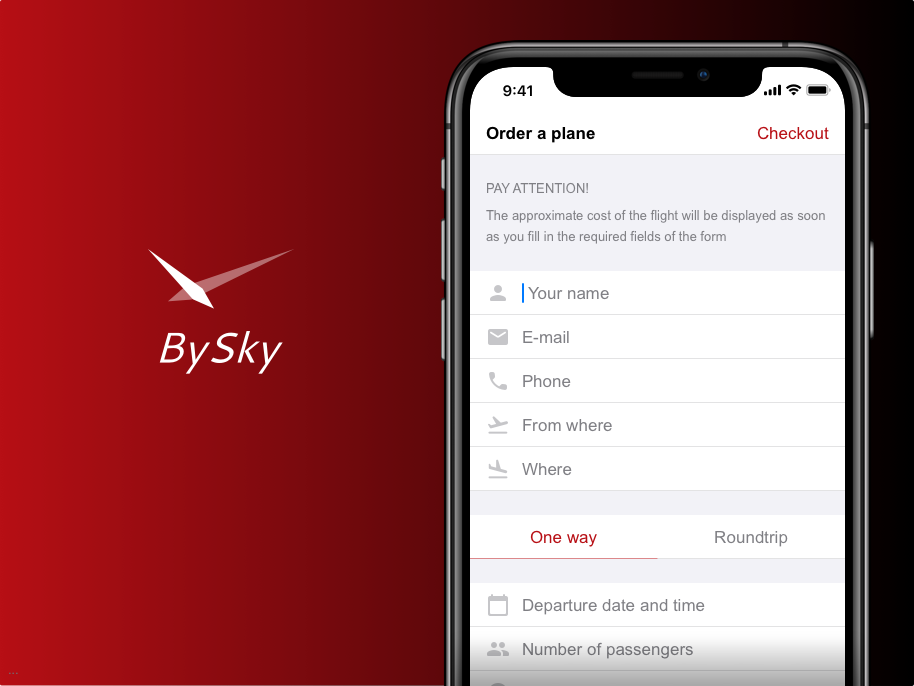 9:41
Order a plane
Checkout
PAY ATTENTION!
The approximate cost of the flight will be displayed as soon
as you fill in the required fields of the form
Your name
E-mail
Phone
From where
Where
One way
Roundtrip
Departure date and time
Number of passengers
BySky
...